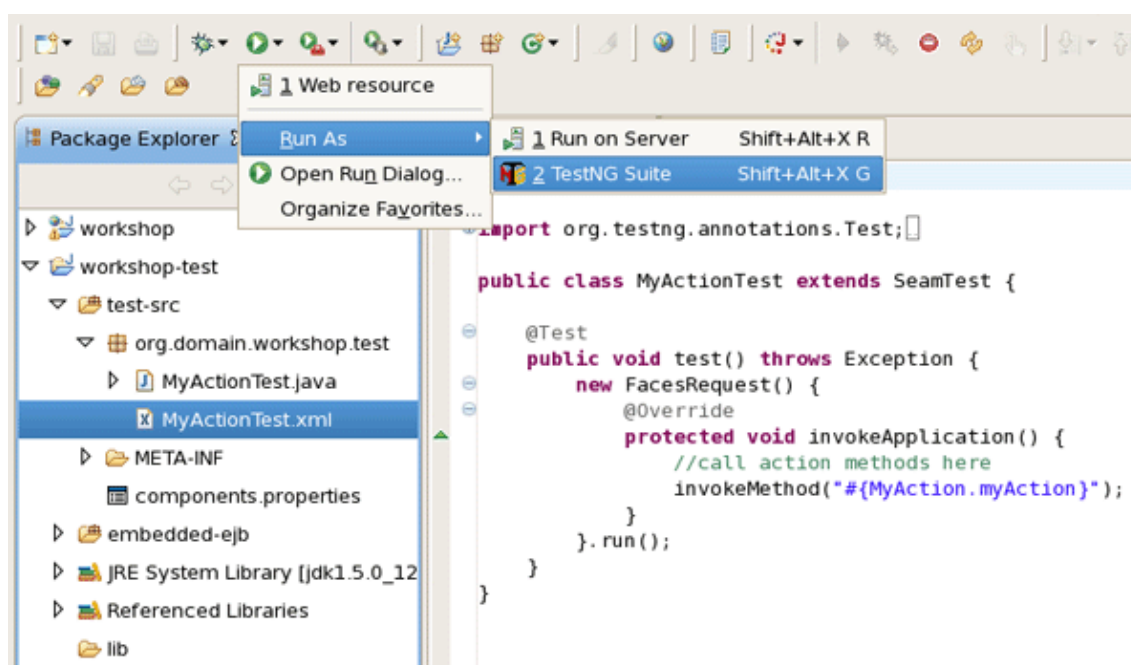 1 Web resource
Package Explorer
Run As
1 Run on Server Shift+Alt+X R
Open Run Dialog...
2 TestNG Suite Shift+Alt+X G
Organize Favorites...
workshop
import org.testng.annotations.Test;
workshop-test
public class MyActionTest extends SeamTest {
test-src
@Test
org.domain.workshop.test
public void test() throws Exception {
MyActionTest.java
new FacesRequest() {
@Override
MyActionTest.xml
protected void invokeApplication() {
META-INF
//call action methods here
components.properties
invokeMethod("#{MyAction.myAction}");
}
embedded-ejb
}.run();
JRE System Library [jdk1.5.0_12
}
Referenced Libraries
}
lib